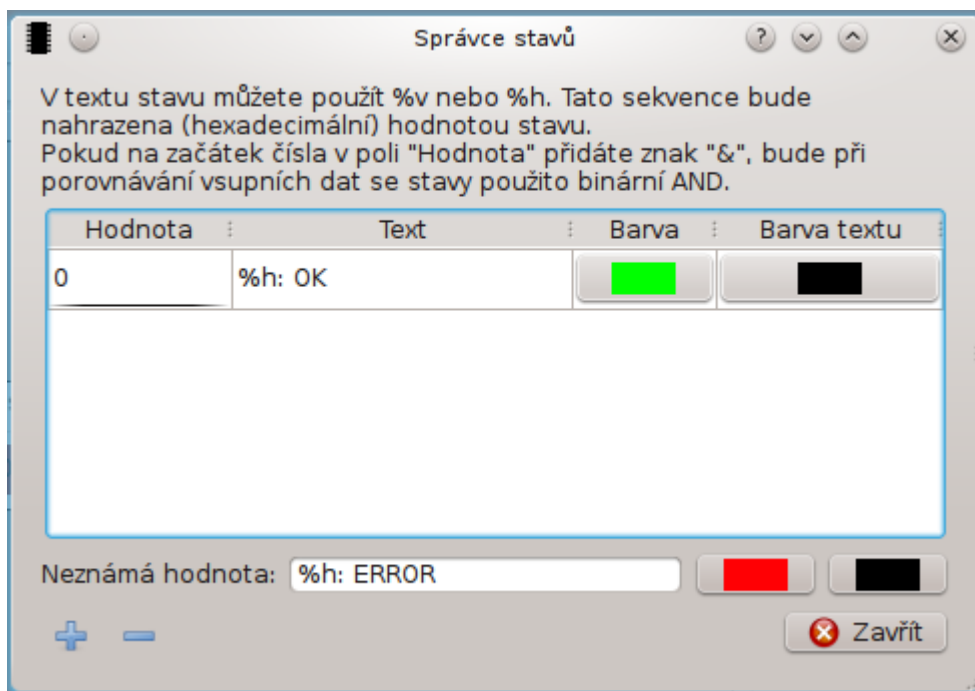 Správce stavů
V textu stavu můžete použít %v nebo %h. Tato sekvence bude
nahrazena (hexadecimální) hodnotou stavu.
Pokud na začátek čísla v poli "Hodnota" přidáte znak "&", bude při
porovnávání vsupních dat se stavy použito binární AND.
Hodnota Text Barva Barva textu
0 %h: OK
Neznámá hodnota: %h: ERROR
Zavřít